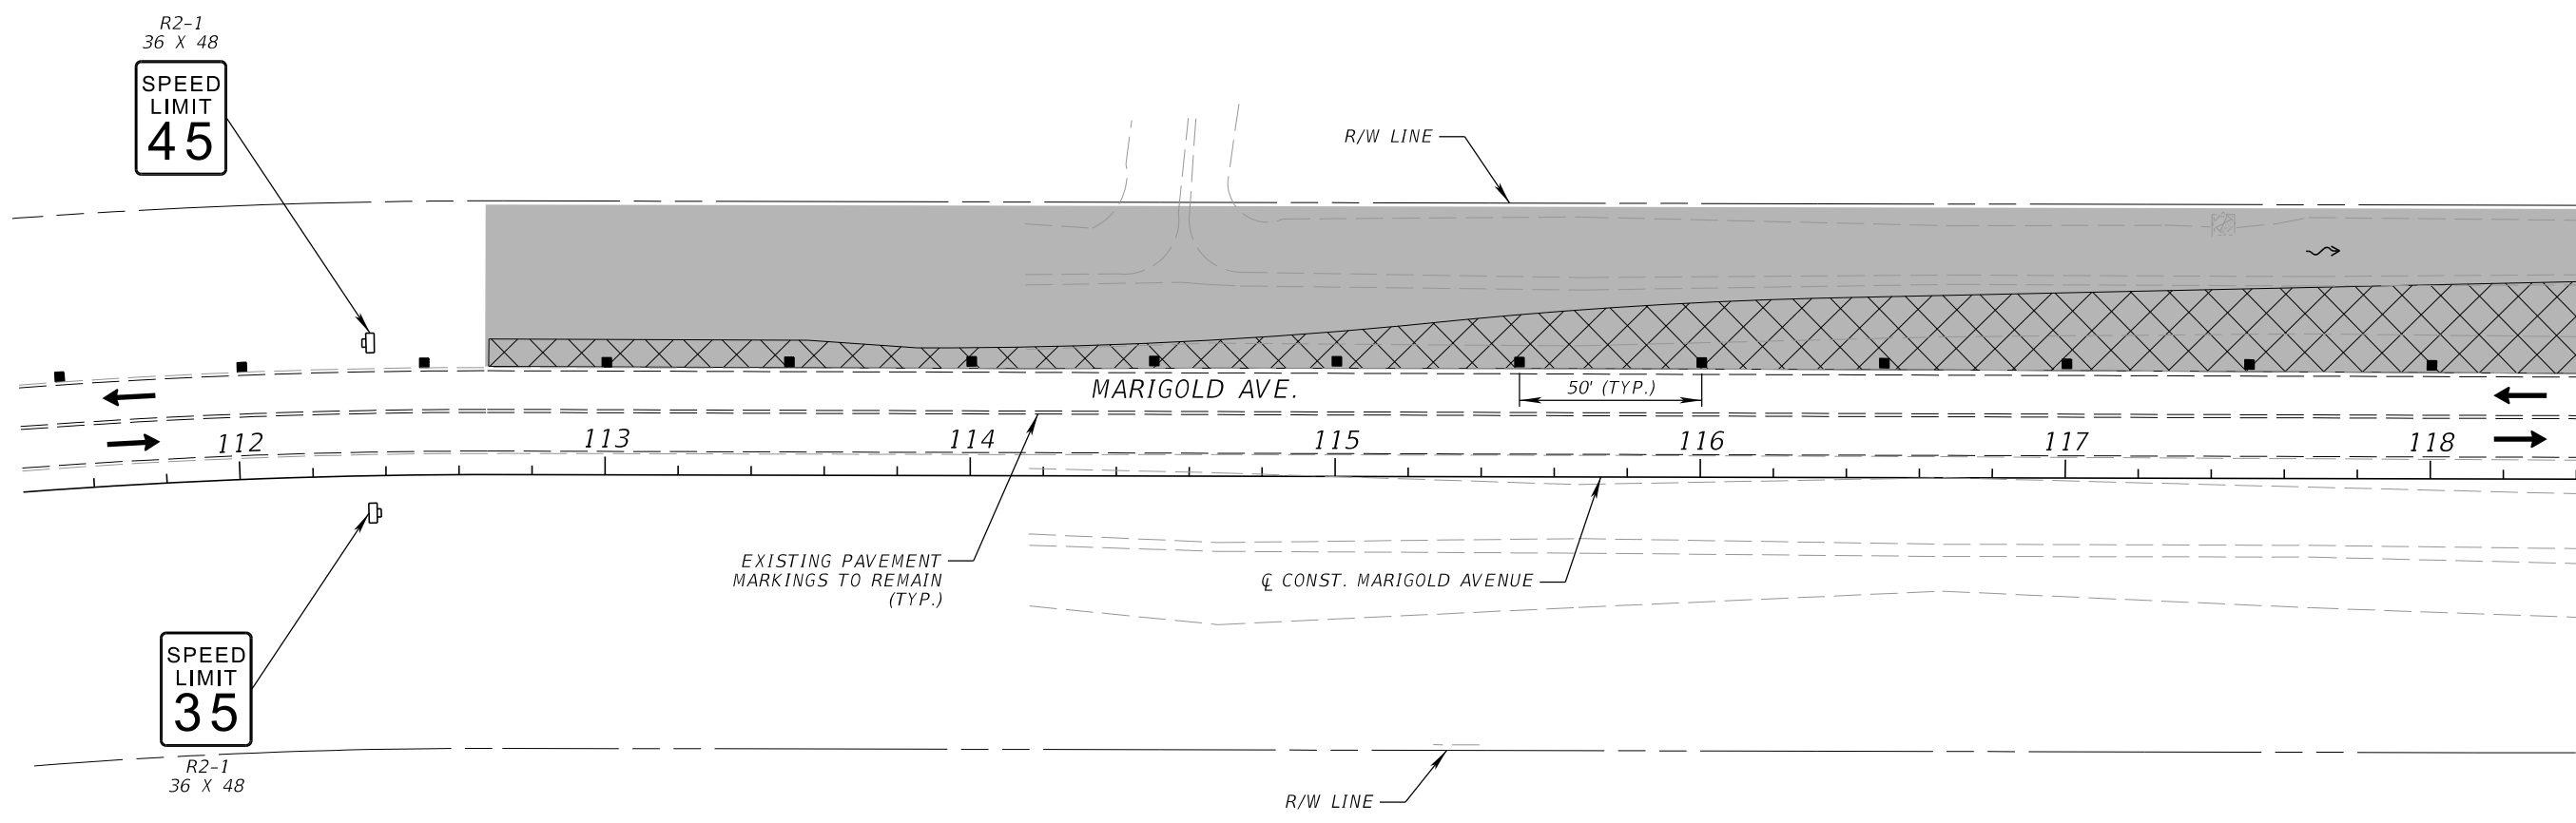 R2-1
36 X 48
SPEED
LIMIT
45
R/W LINE
MARIGOLD AVE.
50' (TYP.)
112
113
114
115
116
117
118
EXISTING PAVEMENT
MARKINGS TO REMAIN
(TYP.)
℄ CONST. MARIGOLD AVENUE
SPEED
LIMIT
35
R2-1
36 X 48
R/W LINE